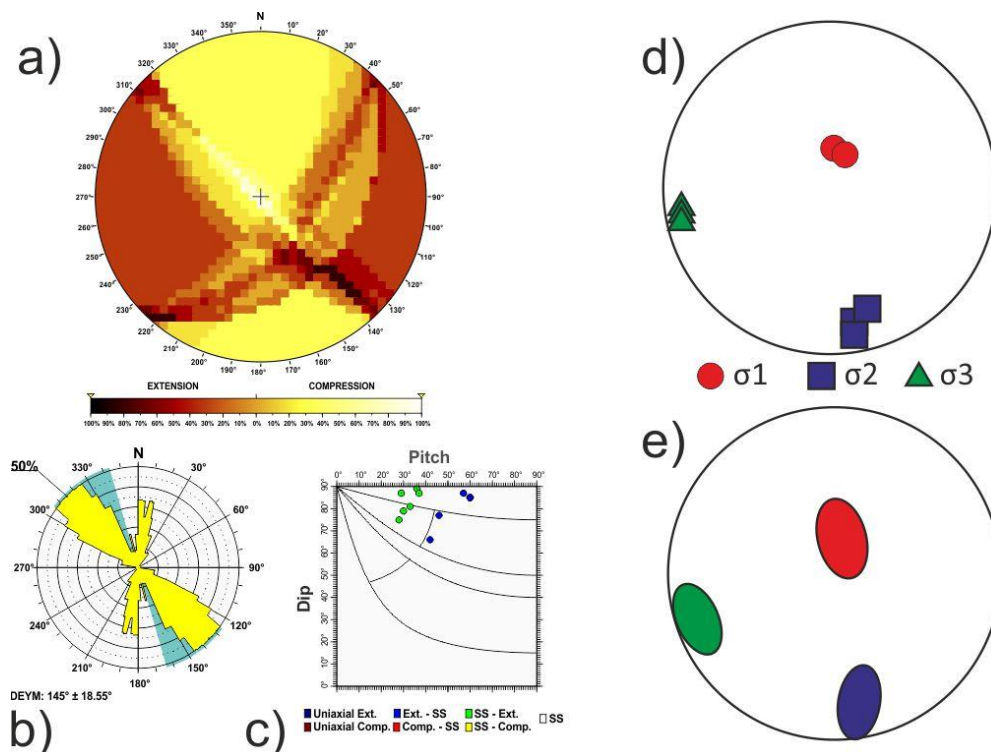 a)
N
350° 10°
340° 20°
330° 30°
320° 40°
310° 50°
300° 60°
290° 70°
280° 80°
270° 90°
260° 100°
250° 110°
240° 120°
230° 130°
220° 140°
210° 150°
200° 160°
190° 180° 170°
EXTENSION COMPRESSION
100% 90% 80% 70% 60% 50% 40% 30% 20% 10% 0% 10% 20% 30% 40% 50% 60% 70% 80% 90% 100%
d)
σ1 σ2 σ3
b)
50%
N
330° 30°
300° 60°
270° 90°
240° 120°
210° 150°
180°
DEYM: 145° ± 18.55°
c)
Pitch
0° 10° 20° 30° 40° 50° 60° 70° 80° 90°
Dip
90°
80°
70°
60°
50°
40°
30°
20°
10°
0°
Uniaxial Ext. Ext. - SS SS - Ext. SS
Uniaxial Comp. Comp. - SS SS - Comp.
e)